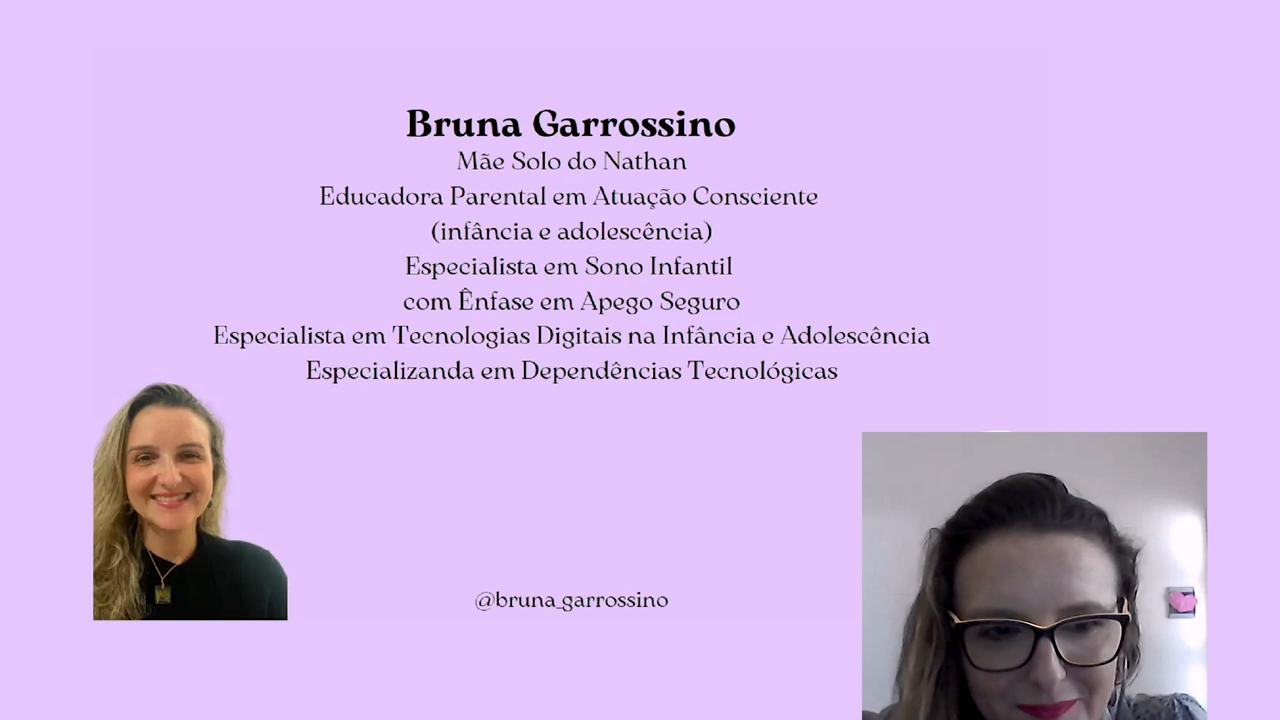 Bruna Garrossino
Mãe Solo do Nathan
Educadora Parental em Atuação Consciente
(infância e adolescência)
Especialista em Sono Infantil
com Ênfase em Apego Seguro
Especialista em Tecnologias Digitais na Infância e Adolescência
Especializanda em Dependências Tecnológicas
@bruna_garrossino